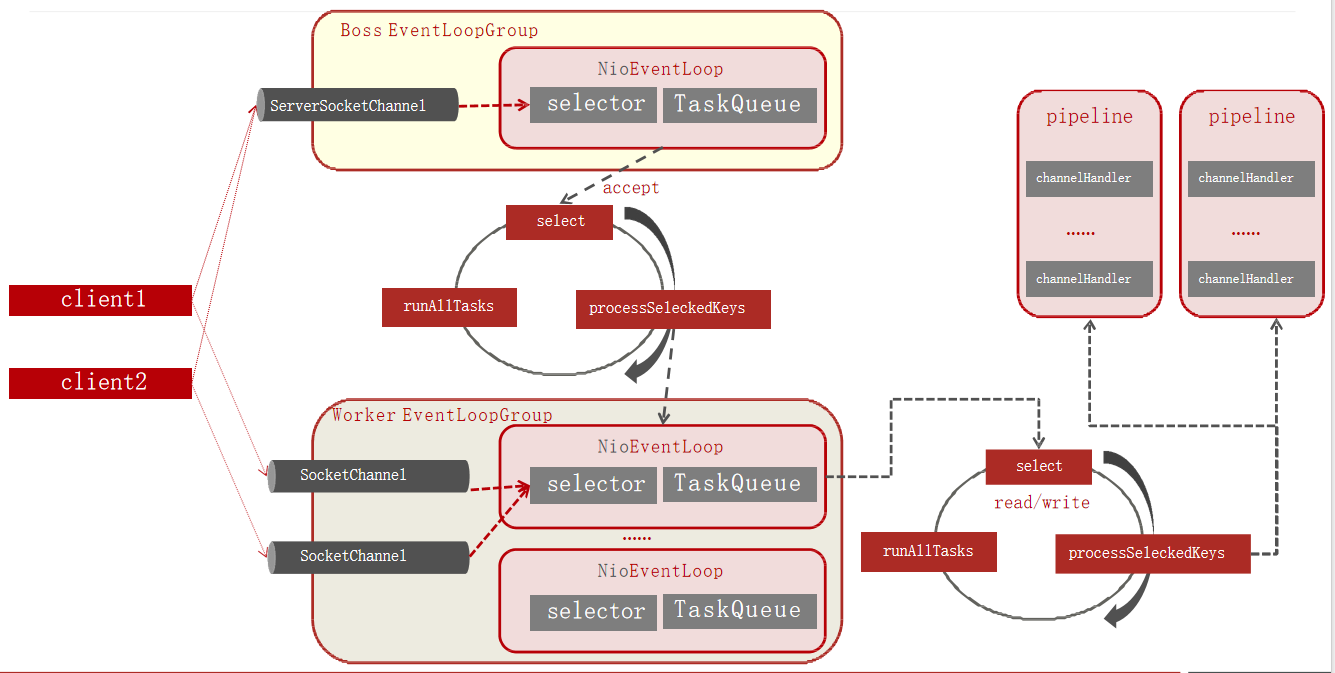 Boss EventLoopGroup
NioEventLoop
ServerSocketChannel
selector
TaskQueue
accept
select
runAllTasks
processSeleckedKeys
client1
client2
Worker EventLoopGroup
NioEventLoop
SocketChannel
selector
TaskQueue
......
SocketChannel
NioEventLoop
selector
TaskQueue
select
read/write
runAllTasks
processSeleckedKeys
pipeline
channelHandler
......
channelHandler
pipeline
channelHandler
......
channelHandler